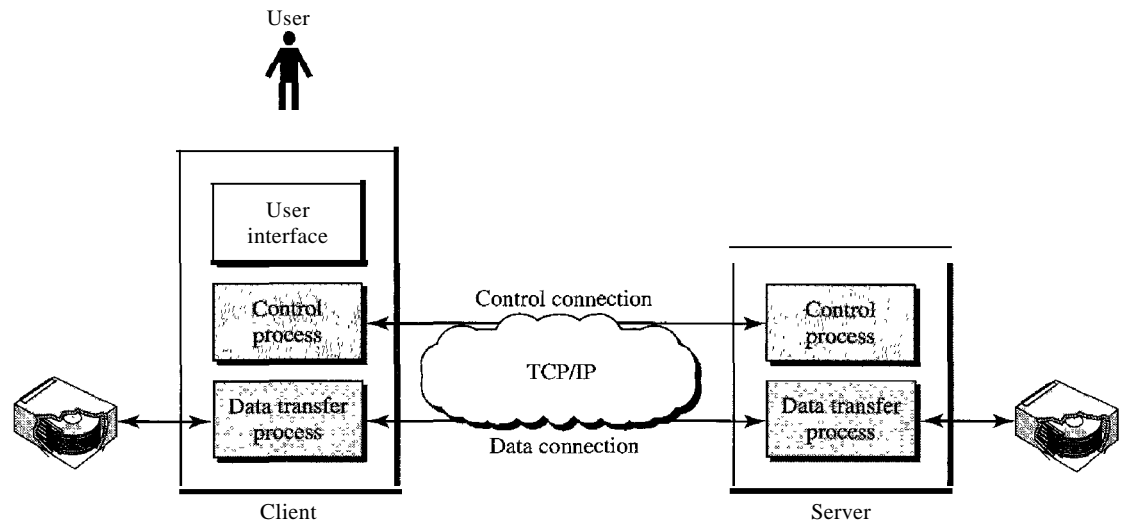 User
User
interface
Control
process
Data transfer
process
Control connection
TCP/IP
Data connection
Control
process
Data transfer
process
Client
Server